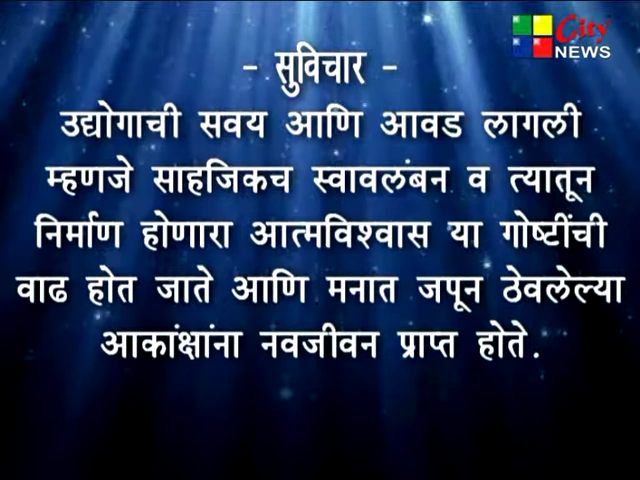 City
NEWS
- सुविचार -
उद्योगाची सवय आणि आवड लागली
म्हणजे साहजिकच स्वावलंबन व त्यातून
निर्माण होणारा आत्मविश्वास या गोष्टींची
वाढ होत जाते आणि मनात जपून ठेवलेल्या
आकांक्षांना नवजीवन प्राप्त होते.